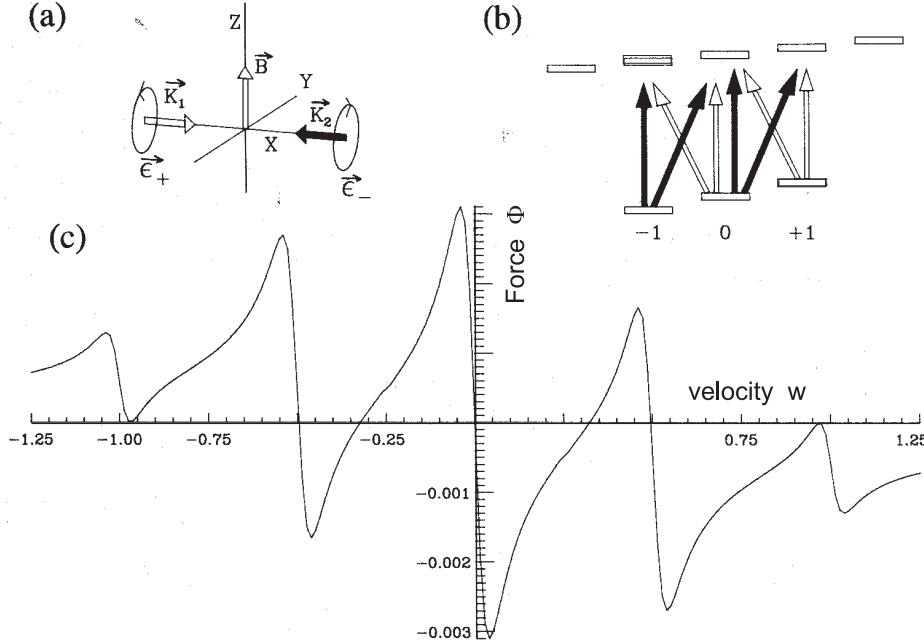 (a)
Z
B
Y
K₁
K₂
X
ϵ₊
ϵ₋
(b)
-1 0 +1
(c)
Force Φ
velocity w
-1.25 -1.00 -0.75 -0.25 0.75 1.25
-0.001
-0.002
-0.003